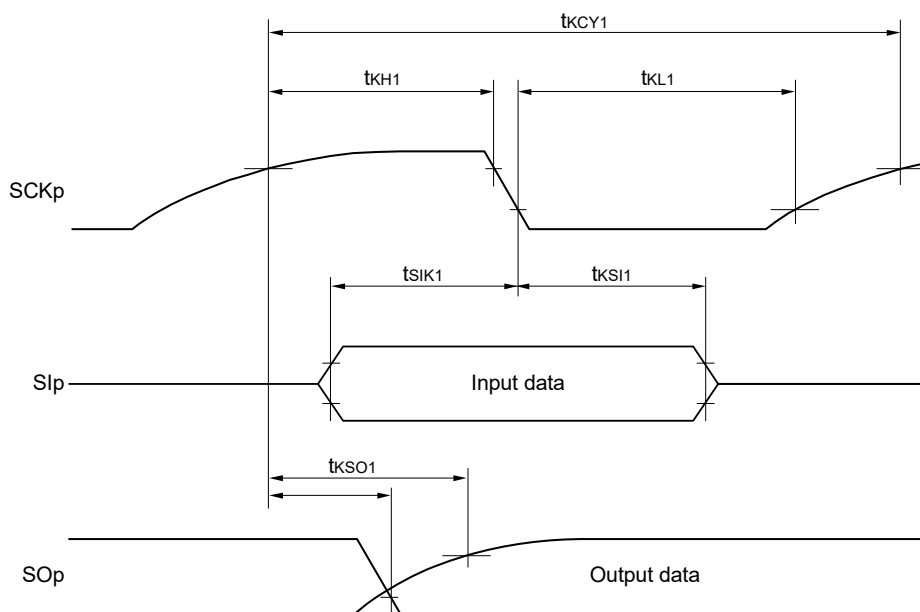 tKCY1
tKH1
tKL1
SCKp
tSIK1
tKSI1
SIp
Input data
tKSO1
SOp
Output data